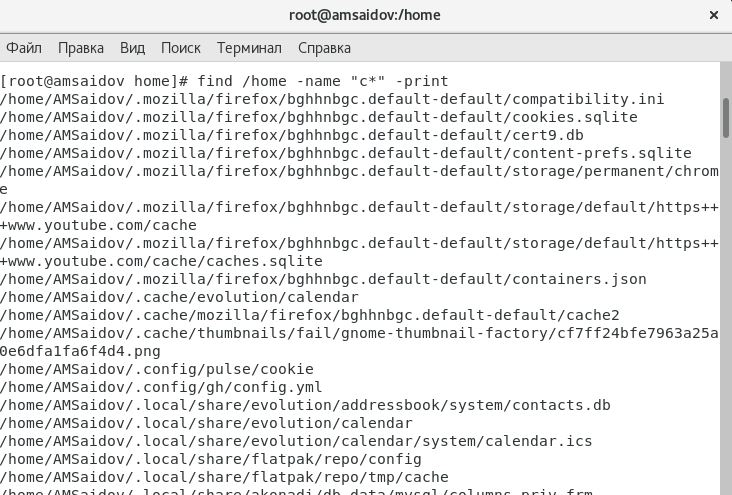 root@amsaidov:/home
×
Файл Правка Вид Поиск Терминал Справка
[root@amsaidov home]# find /home -name "c*" -print
/home/AMSaidov/.mozilla/firefox/bghhnbgc.default-default/compatibility.ini
/home/AMSaidov/.mozilla/firefox/bghhnbgc.default-default/cookies.sqlite
/home/AMSaidov/.mozilla/firefox/bghhnbgc.default-default/cert9.db
/home/AMSaidov/.mozilla/firefox/bghhnbgc.default-default/content-prefs.sqlite
/home/AMSaidov/.mozilla/firefox/bghhnbgc.default-default/storage/permanent/chrom
e
/home/AMSaidov/.mozilla/firefox/bghhnbgc.default-default/storage/default/https++
+www.youtube.com/cache
/home/AMSaidov/.mozilla/firefox/bghhnbgc.default-default/storage/default/https++
+www.youtube.com/cache/caches.sqlite
/home/AMSaidov/.mozilla/firefox/bghhnbgc.default-default/containers.json
/home/AMSaidov/.cache/evolution/calendar
/home/AMSaidov/.cache/mozilla/firefox/bghhnbgc.default-default/cache2
/home/AMSaidov/.cache/thumbnails/fail/gnome-thumbnail-factory/cf7ff24bfe7963a25a
0e6dfa1fa6f4d4.png
/home/AMSaidov/.config/pulse/cookie
/home/AMSaidov/.config/gh/config.yml
/home/AMSaidov/.local/share/evolution/addressbook/system/contacts.db
/home/AMSaidov/.local/share/evolution/calendar
/home/AMSaidov/.local/share/evolution/calendar/system/calendar.ics
/home/AMSaidov/.local/share/flatpak/repo/config
/home/AMSaidov/.local/share/flatpak/repo/tmp/cache
/home/AMSaidov/.local/share/akonadi/db_data/mysql/columns_priv.frm